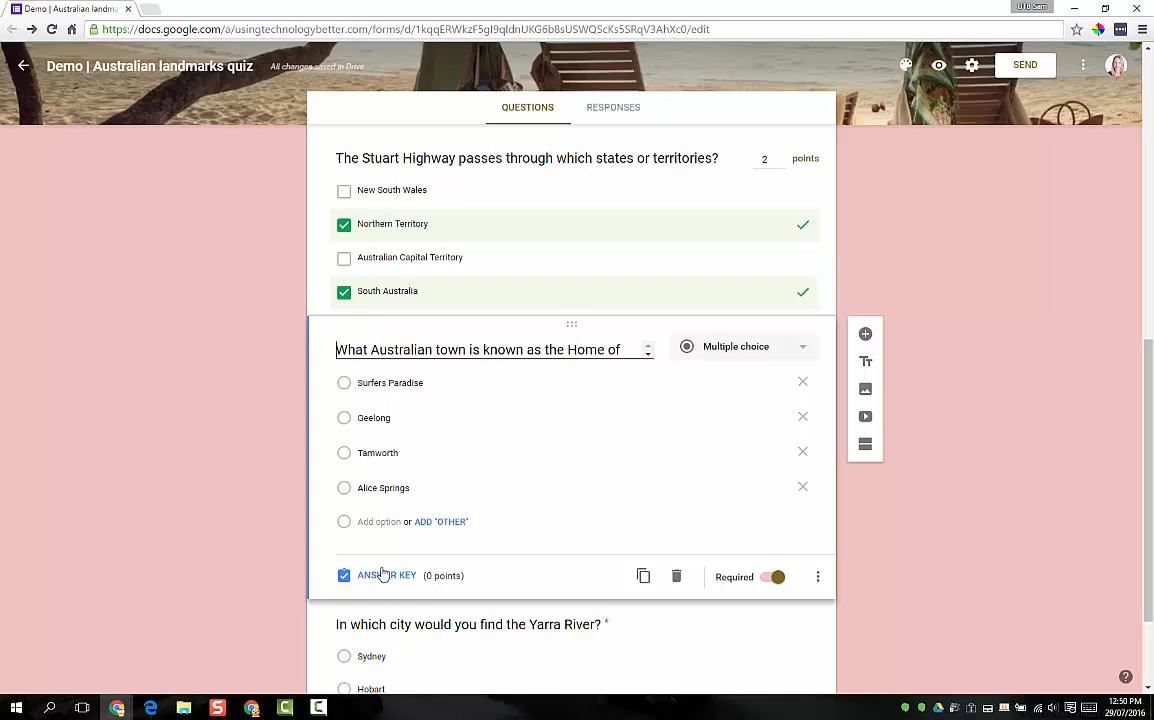 Demo | Australian landma
UTB Sam
https://docs.google.com/a/usingtechnologybetter.com/forms/d/1kqqERWkzF5gI9qldnUKG6b8sUSWQScKs5SRqV3AhXc0/edit
Demo | Australian landmarks quiz
All changes saved in Drive
SEND
QUESTIONS
RESPONSES
The Stuart Highway passes through which states or territories?
2 points
New South Wales
Northern Territory
Australian Capital Territory
South Australia
What Australian town is known as the Home of
Multiple choice
Surfers Paradise
Geelong
Tamworth
Alice Springs
Add option or ADD "OTHER"
ANSWER KEY (0 points)
Required
In which city would you find the Yarra River? *
Sydney
Hobart
12:50 PM
29/07/2016